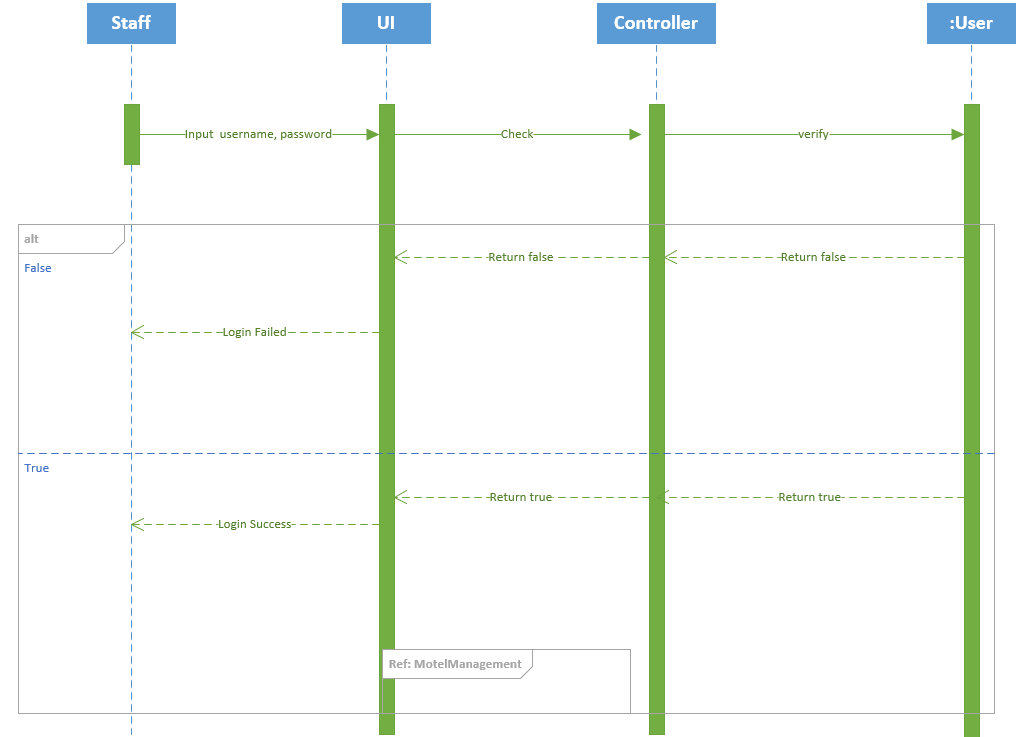 Staff
UI
Controller
:User
Input username, password
Check
verify
alt
False
Return false
Return false
Login Failed
True
Return true
Return true
Login Success
Ref: MotelManagement